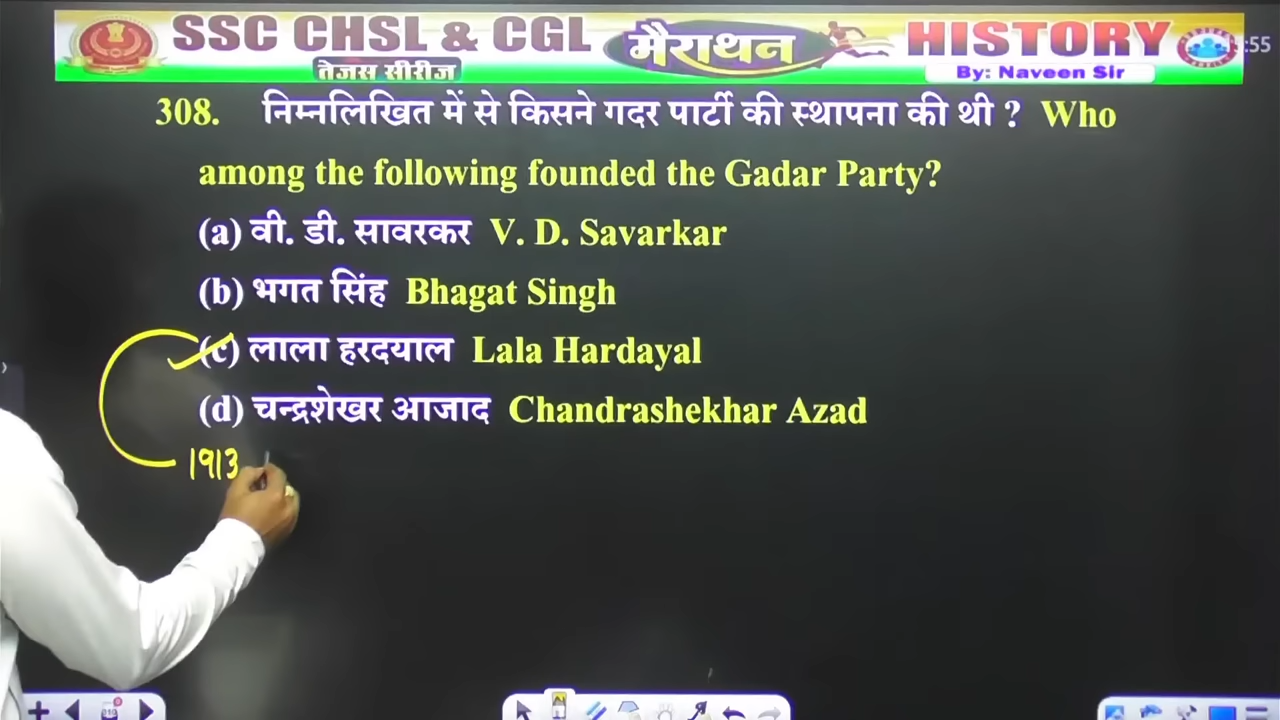 SSC CHSL & CGL
तेजस सीरीज
मैराथन
HISTORY
By: Naveen Sir
:55
308. निम्नलिखित में से किसने गदर पार्टी की स्थापना की थी ? Who
among the following founded the Gadar Party?
(a) वी. डी. सावरकर V. D. Savarkar
(b) भगत सिंह Bhagat Singh
(c) लाला हरदयाल Lala Hardayal
(d) चन्द्रशेखर आजाद Chandrashekhar Azad
1913